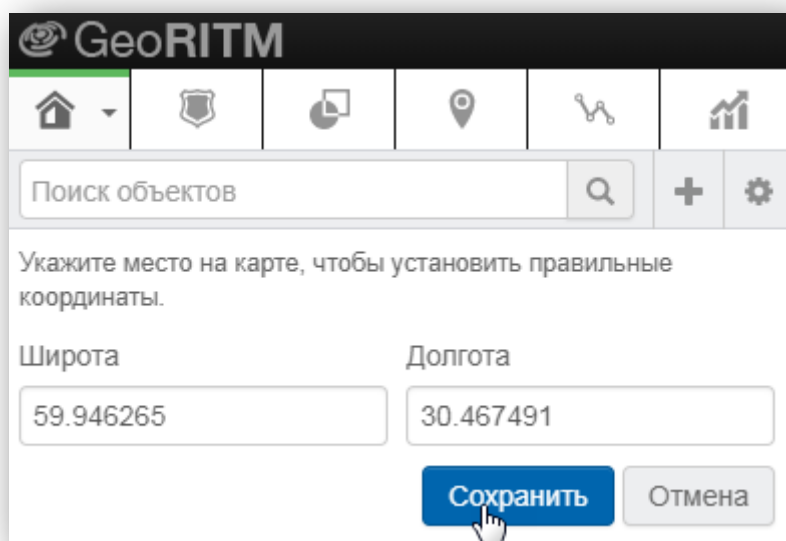 GeoRITM
Поиск объектов
Укажите место на карте, чтобы установить правильные
координаты.
Широта
Долгота
59.946265
30.467491
Сохранить
Отмена